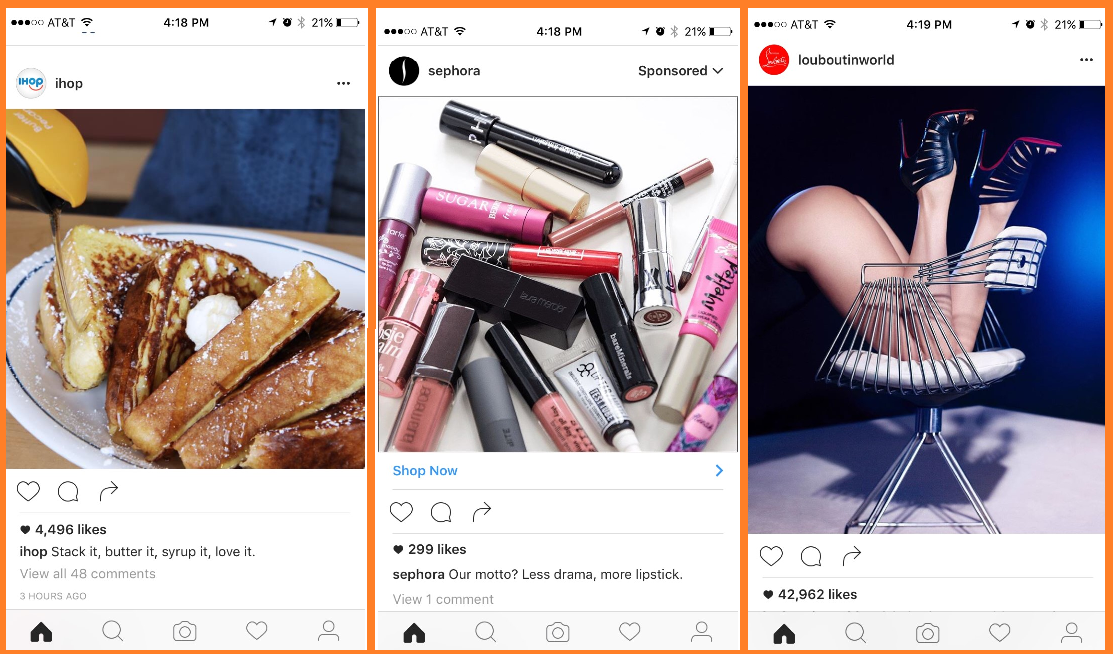 AT&T 4:18 PM 21%
IHOP
ihop
Butter
Pecan
4,496 likes
ihop Stack it, butter it, syrup it, love it.
View all 48 comments
3 HOURS AGO
AT&T 4:18 PM 21%
sephora Sponsored
SUGAR
tarte
laura mercier
melted
bareMinerals
Shop Now
299 likes
sephora Our motto? Less drama, more lipstick.
View 1 comment
AT&T 4:19 PM 21%
louboutinworld
42,962 likes